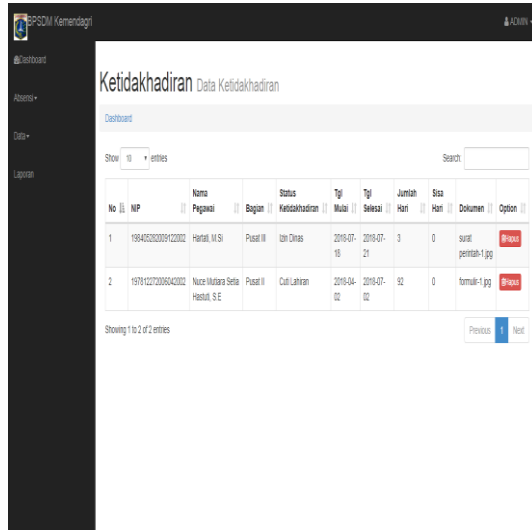 BPSDM Kemendagri
ADMIN
Dashboard
Absensi
Data
Laporan
Ketidakhadiran Data Ketidakhadiran
Dashboard
Show 10 entries
Search:
No NIP Nama Pegawai Bagian Status Ketidakhadiran Tgl Mulai Tgl Selesai Jumlah Hari Sisa Hari Dokumen Option
1 198405282009122002 Hartati, M.Si Pusat III Izin Dinas 2018-07-18 2018-07-21 3 0 surat perintah-1.jpg Hapus
2 197812272006042002 Nuce Mutiara Setia Hastuti, S.E Pusat II Cuti Lahiran 2018-04-02 2018-07-02 92 0 formulir-1.jpg Hapus
Showing 1 to 2 of 2 entries
Previous 1 Next